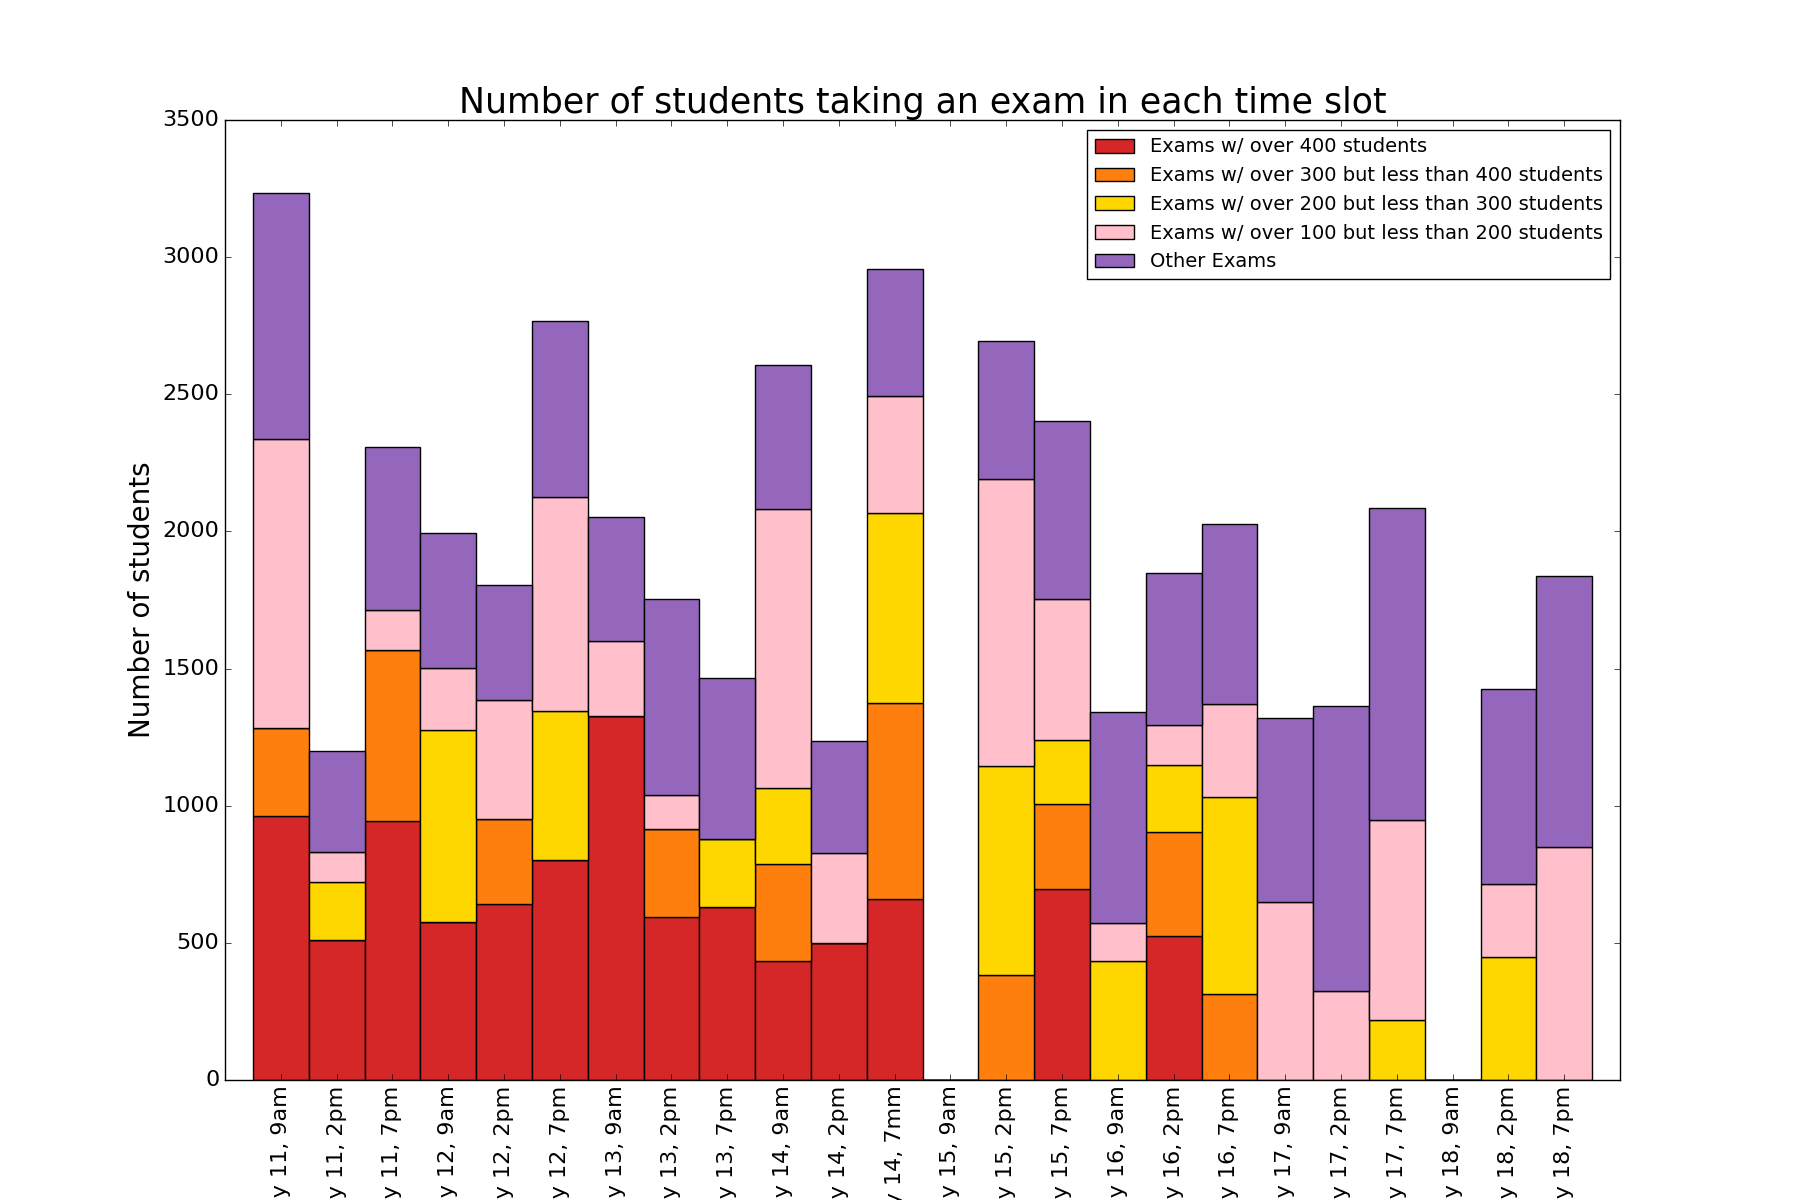 Number of students taking an exam in each time slot
3500
3000
2500
2000
1500
1000
500
0
Number of students
Exams w/ over 400 students
Exams w/ over 300 but less than 400 students
Exams w/ over 200 but less than 300 students
Exams w/ over 100 but less than 200 students
Other Exams
y 11, 9am
y 11, 2pm
y 11, 7pm
y 12, 9am
y 12, 2pm
y 12, 7pm
y 13, 9am
y 13, 2pm
y 13, 7pm
y 14, 9am
y 14, 2pm
y 14, 7mm
y 15, 9am
y 15, 2pm
y 15, 7pm
y 16, 9am
y 16, 2pm
y 16, 7pm
y 17, 9am
y 17, 2pm
y 17, 7pm
y 18, 9am
y 18, 2pm
y 18, 7pm